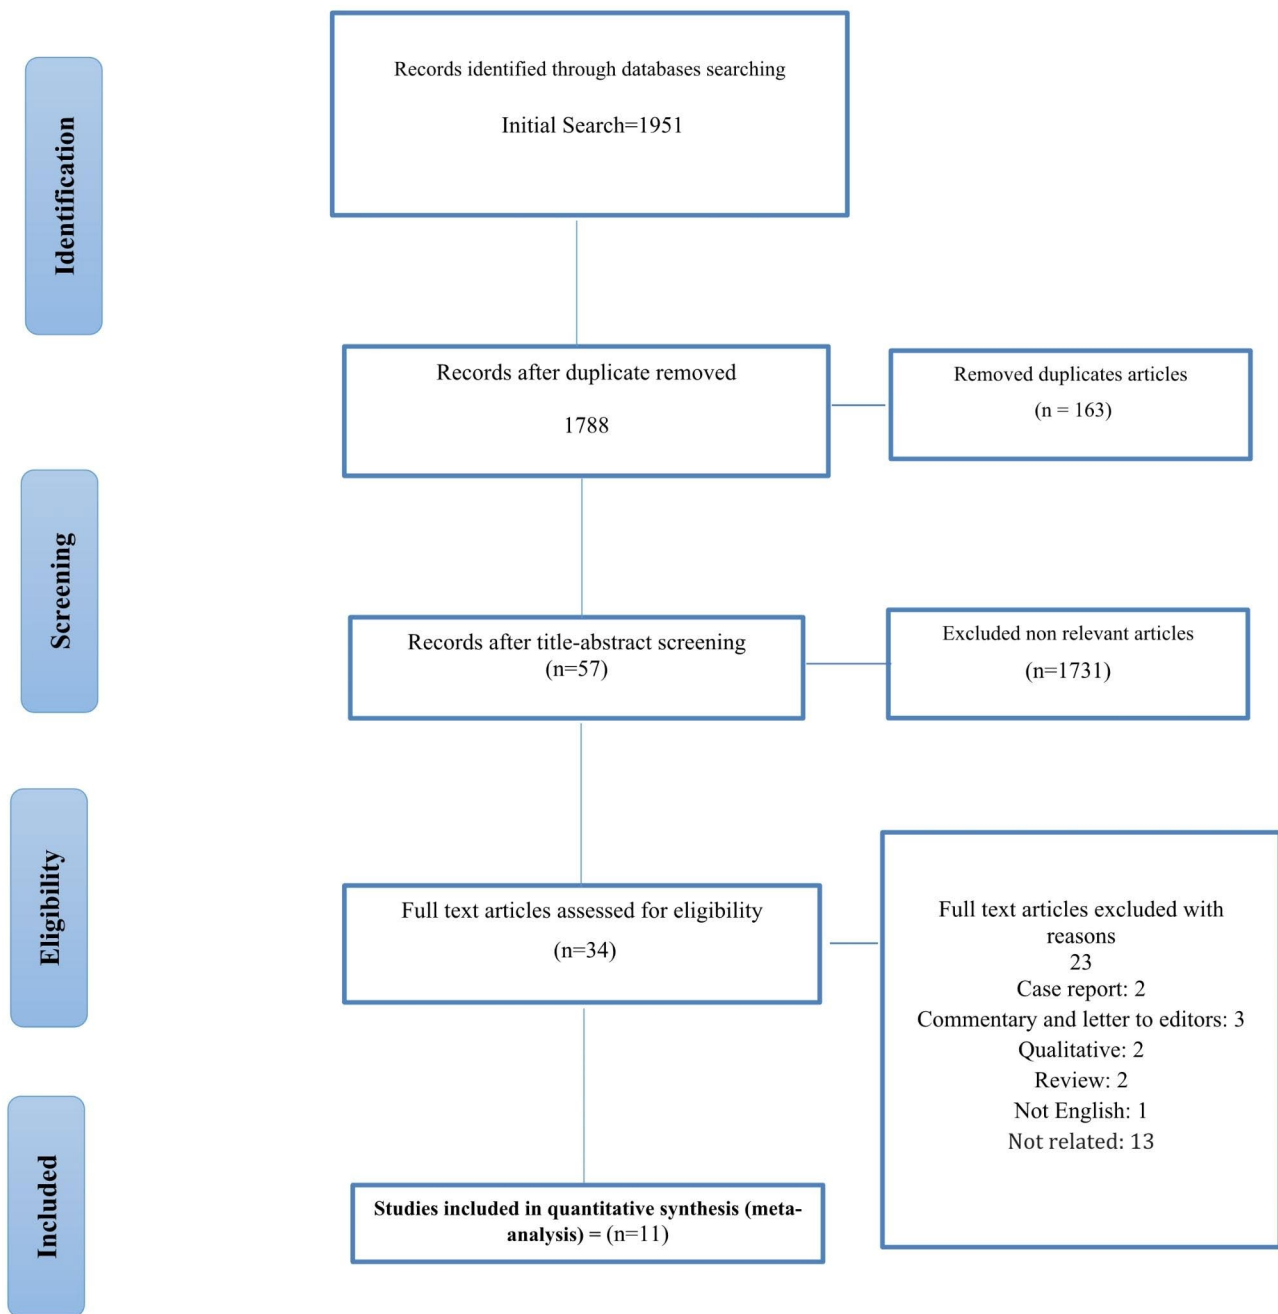 Identification
Records identified through databases searching
Initial Search=1951
Records after duplicate removed
1788
Removed duplicates articles
(n = 163)
Screening
Records after title-abstract screening
(n=57)
Excluded non relevant articles
(n=1731)
Eligibility
Full text articles assessed for eligibility
(n=34)
Full text articles excluded with
reasons
23
Case report: 2
Commentary and letter to editors: 3
Qualitative: 2
Review: 2
Not English: 1
Not related: 13
Included
Studies included in quantitative synthesis (meta-
analysis) = (n=11)